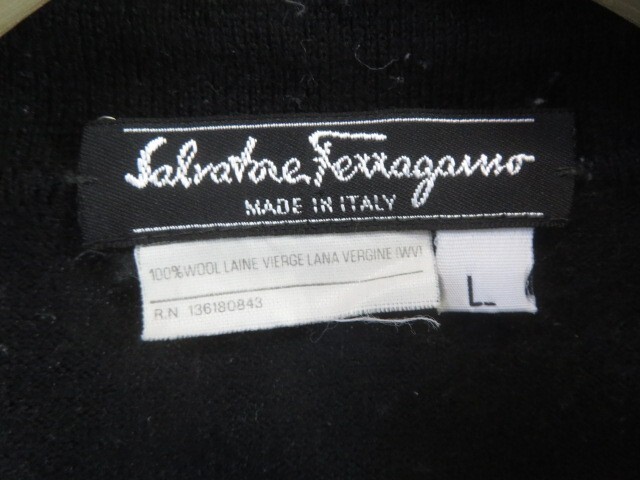 Salvatore Ferragamo
MADE IN ITALY
100% WOOL LAINE VIERGE LANA VERGINE (WV)
R.N 136180843
L